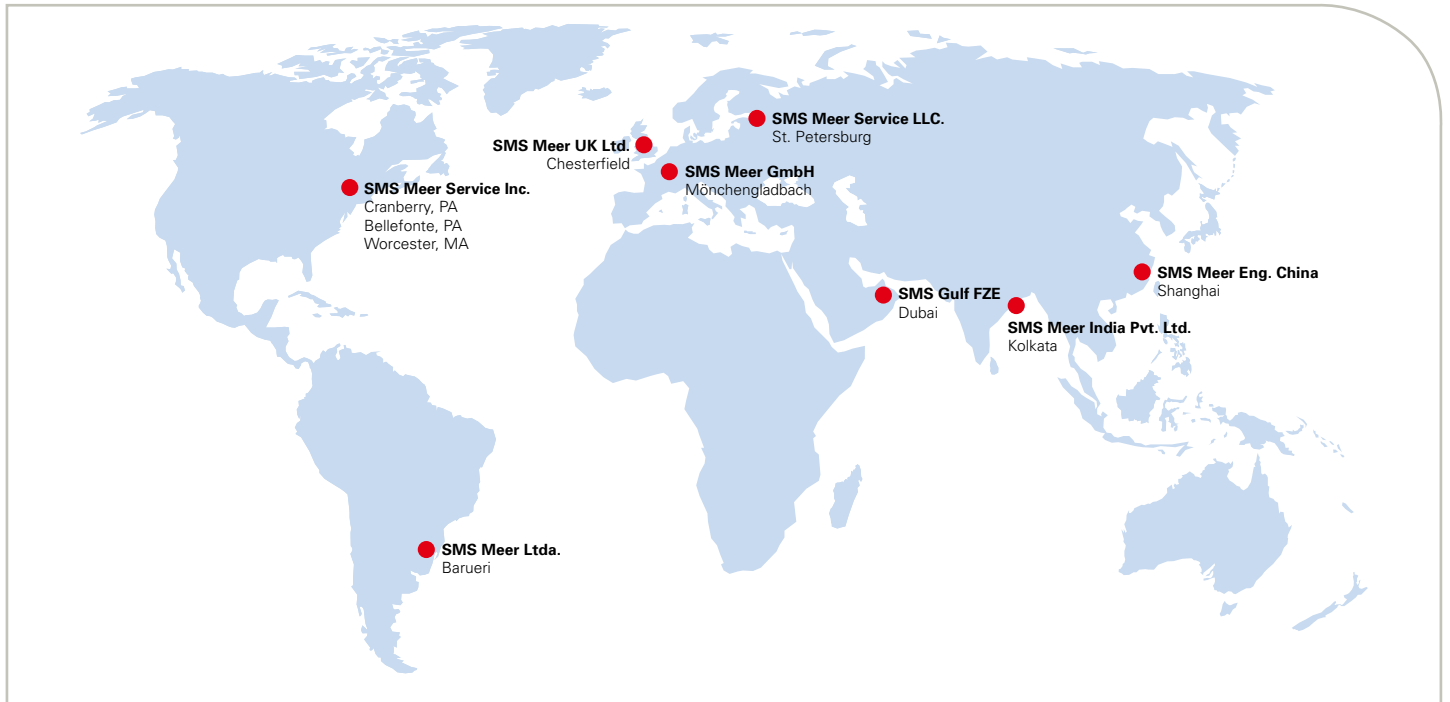 SMS Meer Service LLC.
St. Petersburg
SMS Meer UK Ltd.
Chesterfield
SMS Meer GmbH
Mönchengladbach
SMS Meer Service Inc.
Cranberry, PA
Bellefonte, PA
Worcester, MA
SMS Meer Eng. China
Shanghai
SMS Gulf FZE
Dubai
SMS Meer India Pvt. Ltd.
Kolkata
SMS Meer Ltda.
Barueri